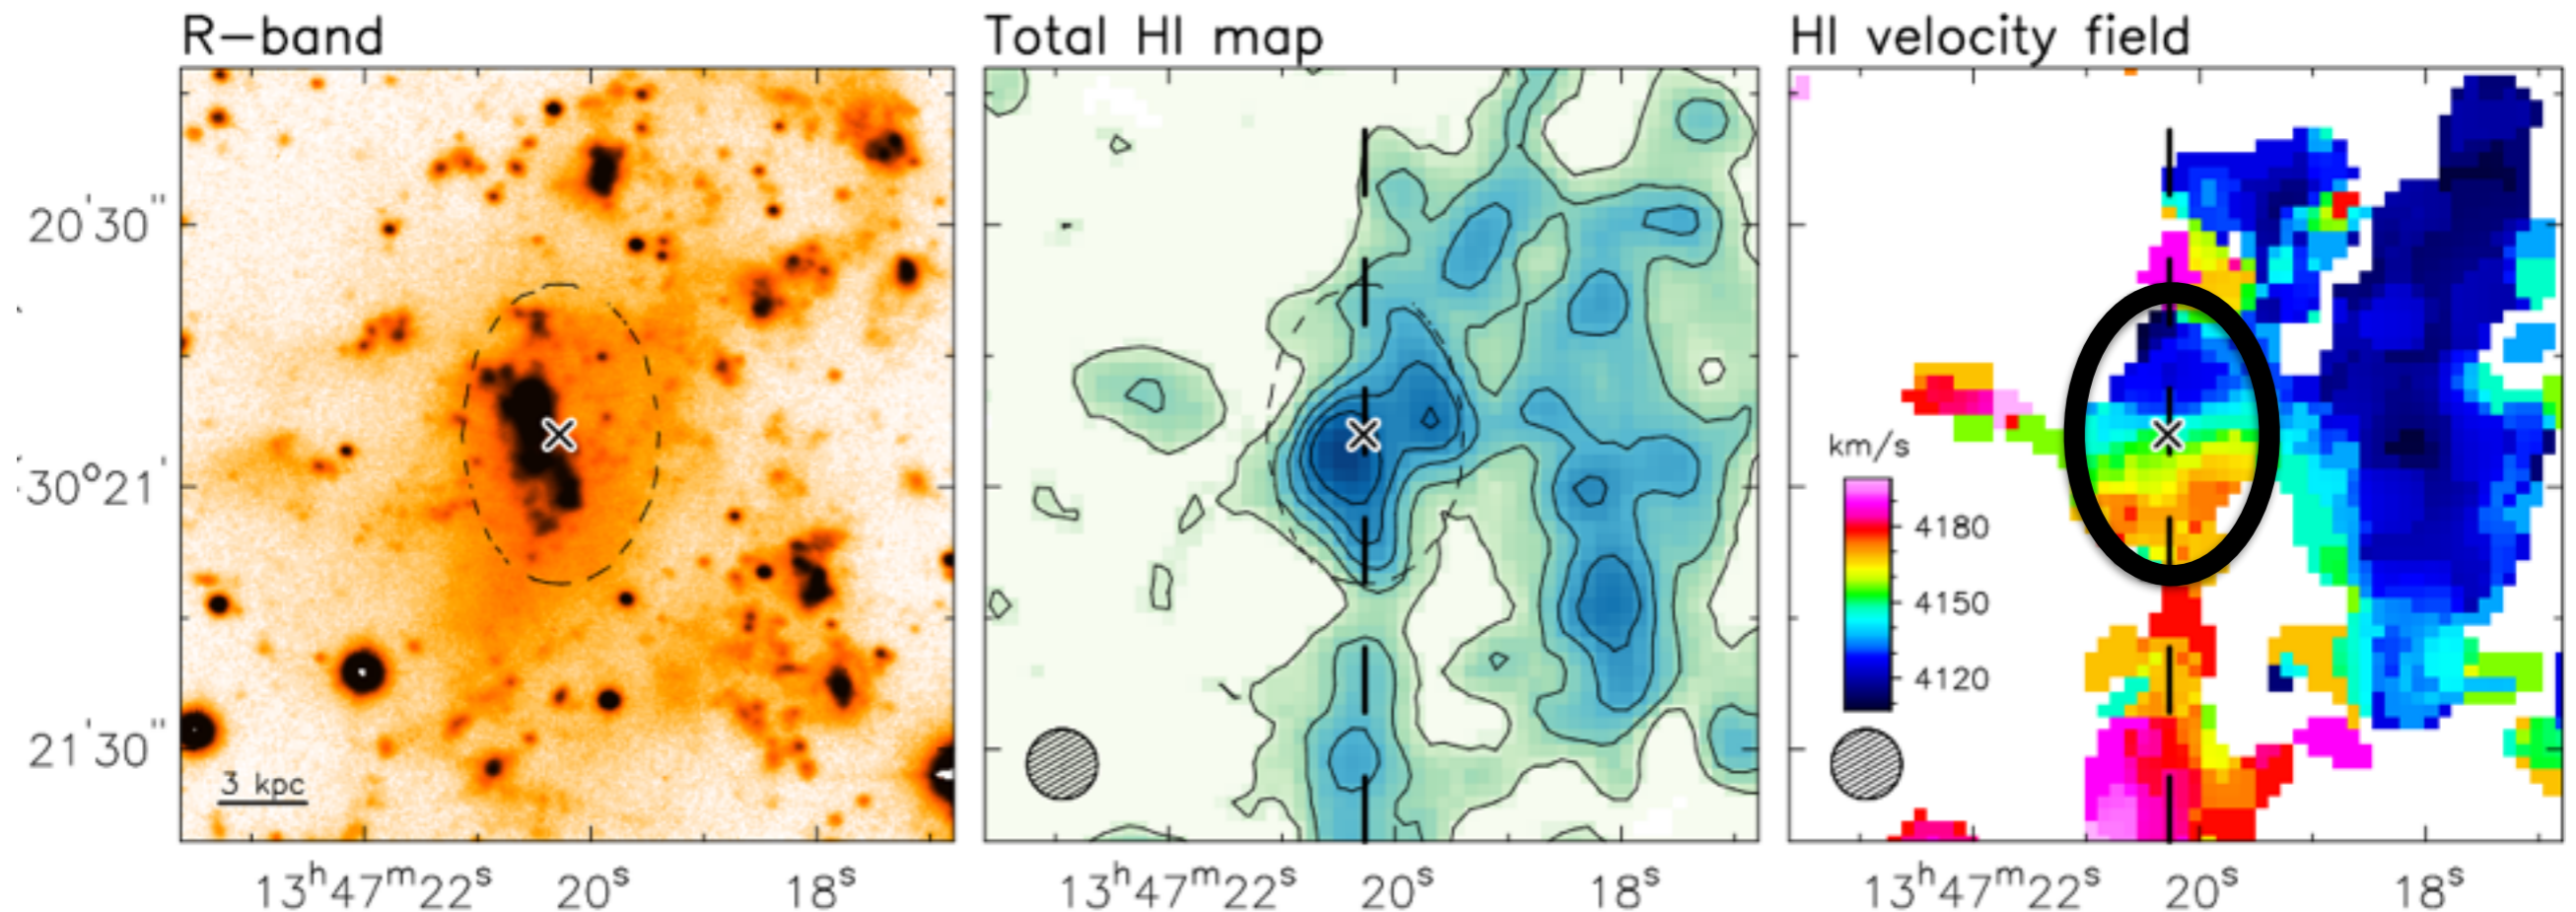 R-band
Total HI map
HI velocity field
20'30"
30°21'
21'30"
3 kpc
km/s
4180
4150
4120
13ʰ47ᵐ22ˢ 20ˢ 18ˢ
13ʰ47ᵐ22ˢ 20ˢ 18ˢ
13ʰ47ᵐ22ˢ 20ˢ 18ˢ